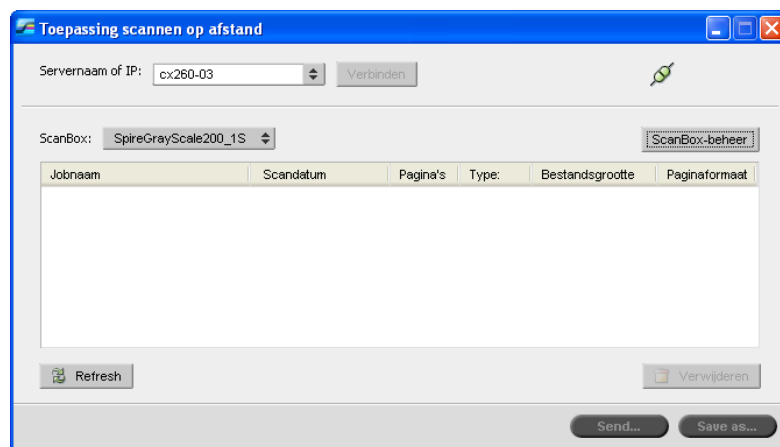 Toepassing scannen op afstand
Servernaam of IP: cx260-03 Verbinden
ScanBox: SpireGrayScale200_1S ScanBox-beheer
Jobnaam Scandatum Pagina's Type: Bestandsgrootte Paginaformaat
Refresh Verwijderen
Send... Save as...